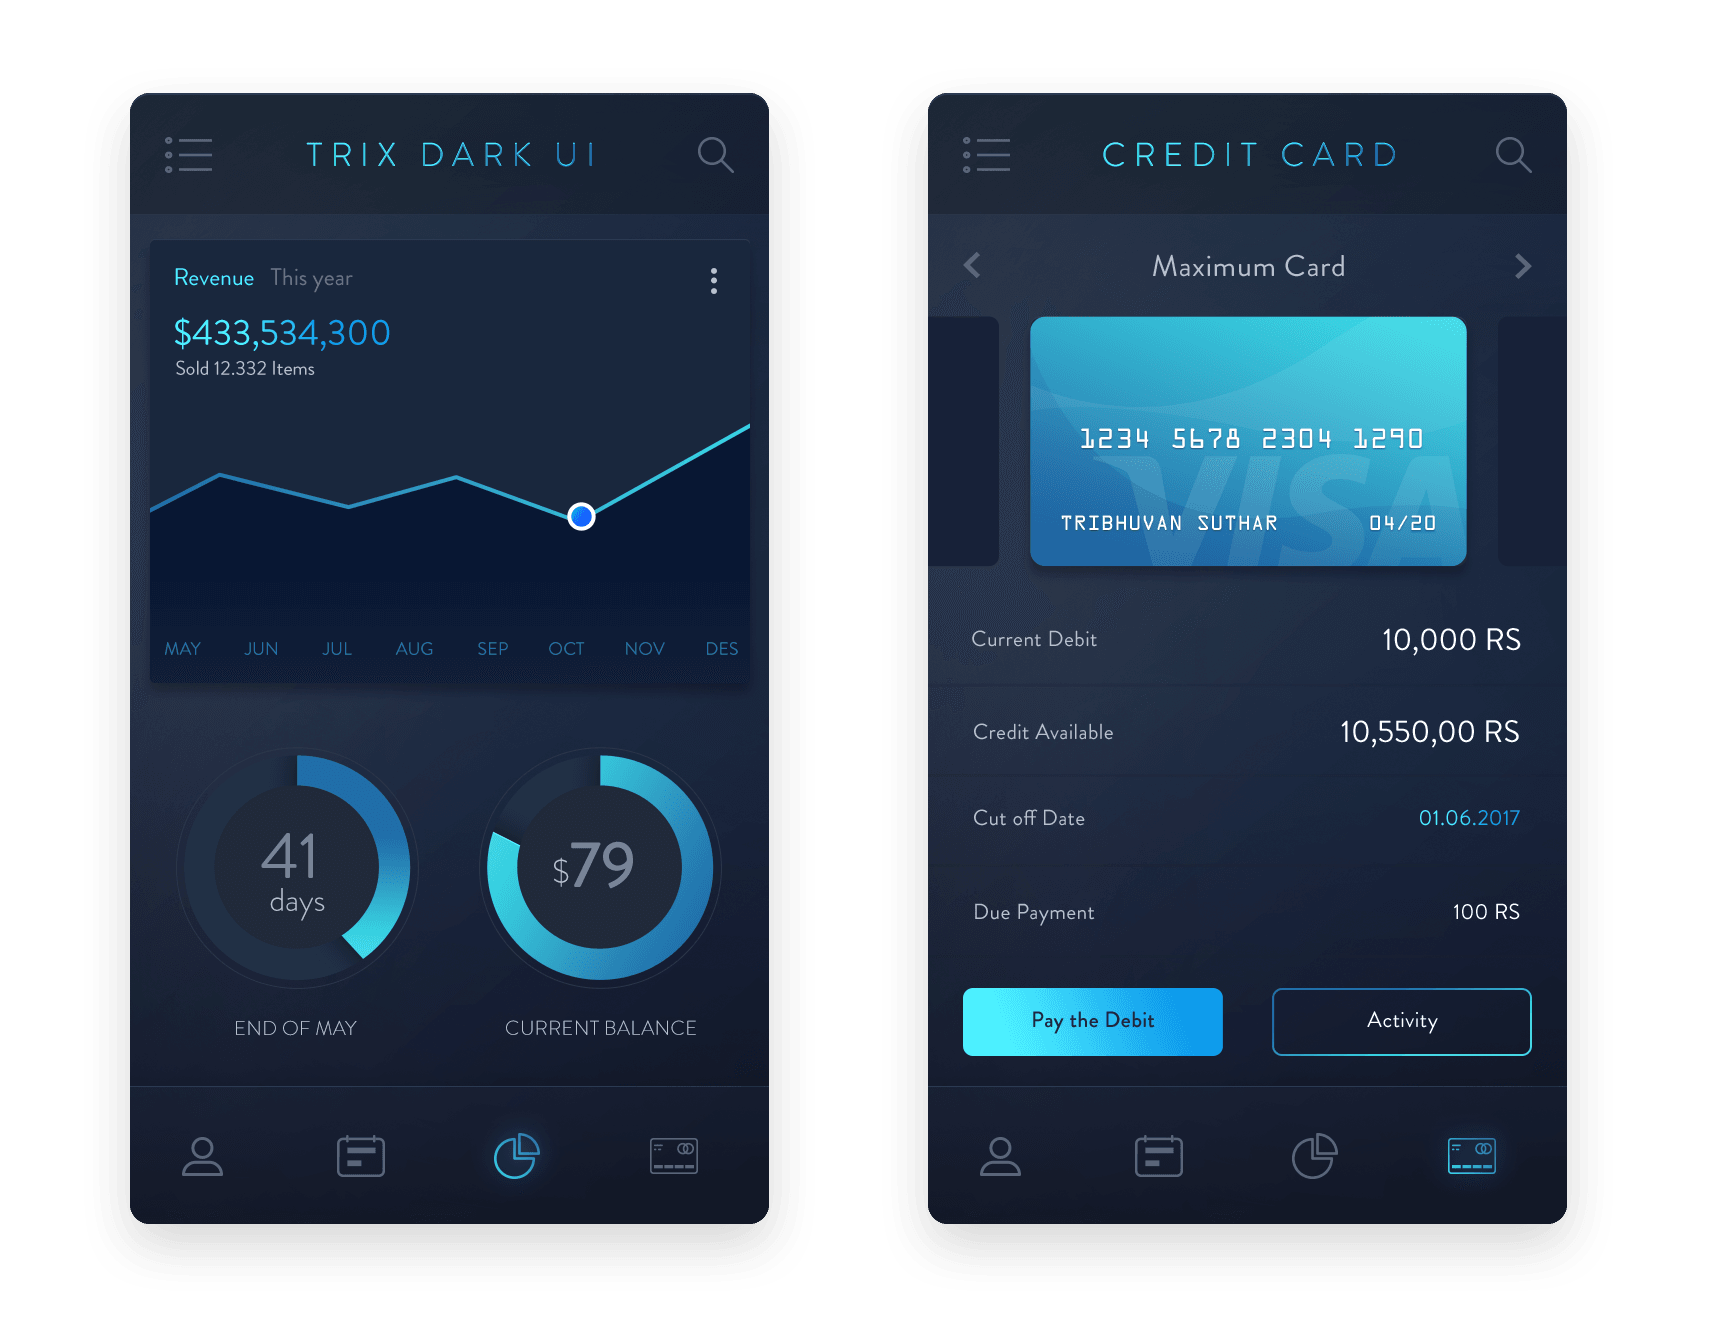 TRIX DARK UI
Revenue This year
$433,534,300
Sold 12.332 Items
MAY JUN JUL AUG SEP OCT NOV DES
41
days
$79
END OF MAY
CURRENT BALANCE
CREDIT CARD
Maximum Card
1234 5678 2304 1290
VISA
TRIBHUVAN SUTHAR 04/20
Current Debit 10,000 RS
Credit Available 10,550,00 RS
Cut off Date 01.06.2017
Due Payment 100 RS
Pay the Debit
Activity